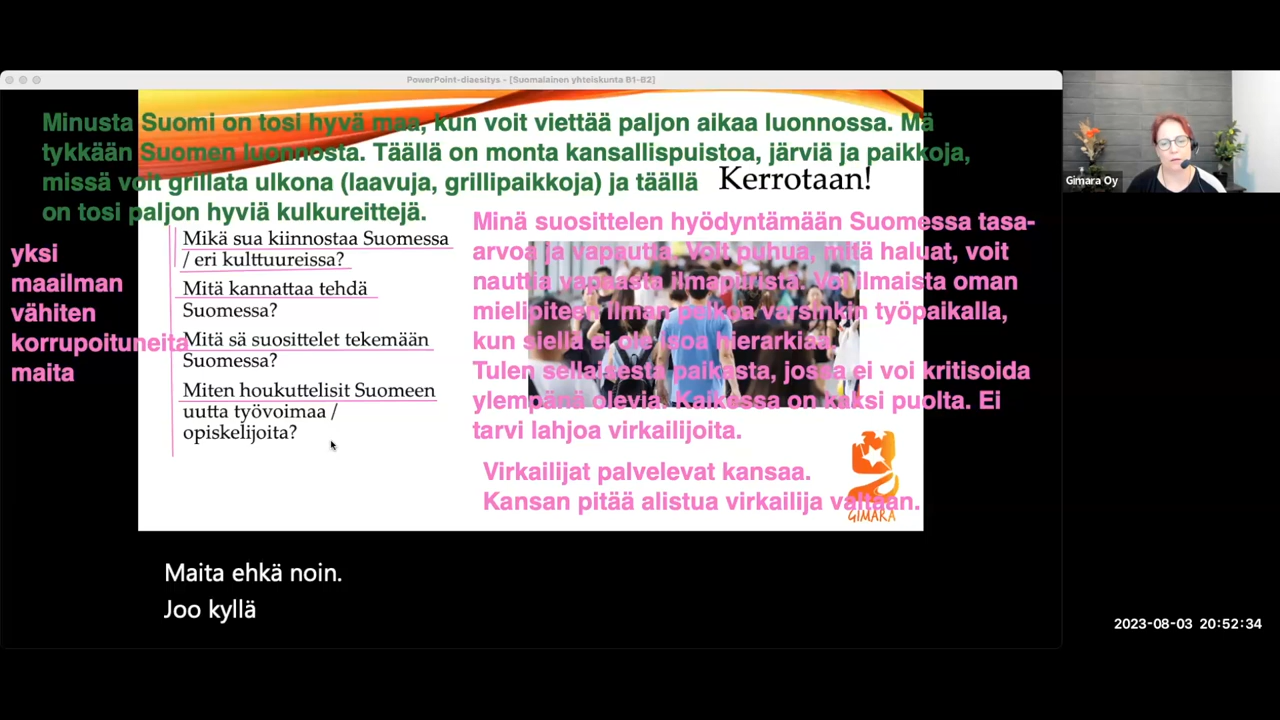 PowerPoint-diaesitys - [Suomalainen yhteiskunta B1-B2]
Minusta Suomi on tosi hyvä maa, kun voit viettää paljon aikaa luonnossa. Mä
tykkään Suomen luonnosta. Täällä on monta kansallispuistoa, järviä ja paikkoja,
missä voit grillata ulkona (laavuja, grillipaikkoja) ja täällä
on tosi paljon hyviä kulkureittejä.
Kerrotaan!
Gimara Oy
yksi
maailman
vähiten
korrupoituneita
maita
Mikä sua kiinnostaa Suomessa
/ eri kulttuureissa?
Mitä kannattaa tehdä
Suomessa?
Mitä sä suosittelet tekemään
Suomessa?
Miten houkuttelisit Suomeen
uutta työvoimaa /
opiskelijoita?
Minä suosittelen hyödyntämään Suomessa tasa-
arvoa ja vapautta. Voit puhua, mitä haluat, voit
nauttia vapaasta ilmapiiristä. Voi ilmaista oman
mielipiteen ilman pelkoa varsinkin työpaikalla,
kun siellä ei ole isoa hierarkiaa.
Tulen sellaisesta paikasta, jossa ei voi kritisoida
ylempänä olevia. Kaikessa on kaksi puolta. Ei
tarvi lahjoa virkailijoita.
Virkailijat palvelevat kansaa.
Kansan pitää alistua virkailija valtaan.
GIMARA
Maita ehkä noin.
Joo kyllä
2023-08-03 20:52:34